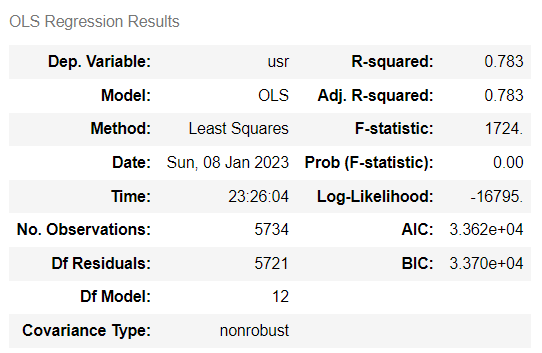 OLS Regression Results
Dep. Variable: usr R-squared: 0.783
Model: OLS Adj. R-squared: 0.783
Method: Least Squares F-statistic: 1724.
Date: Sun, 08 Jan 2023 Prob (F-statistic): 0.00
Time: 23:26:04 Log-Likelihood: -16795.
No. Observations: 5734 AIC: 3.362e+04
Df Residuals: 5721 BIC: 3.370e+04
Df Model: 12
Covariance Type: nonrobust